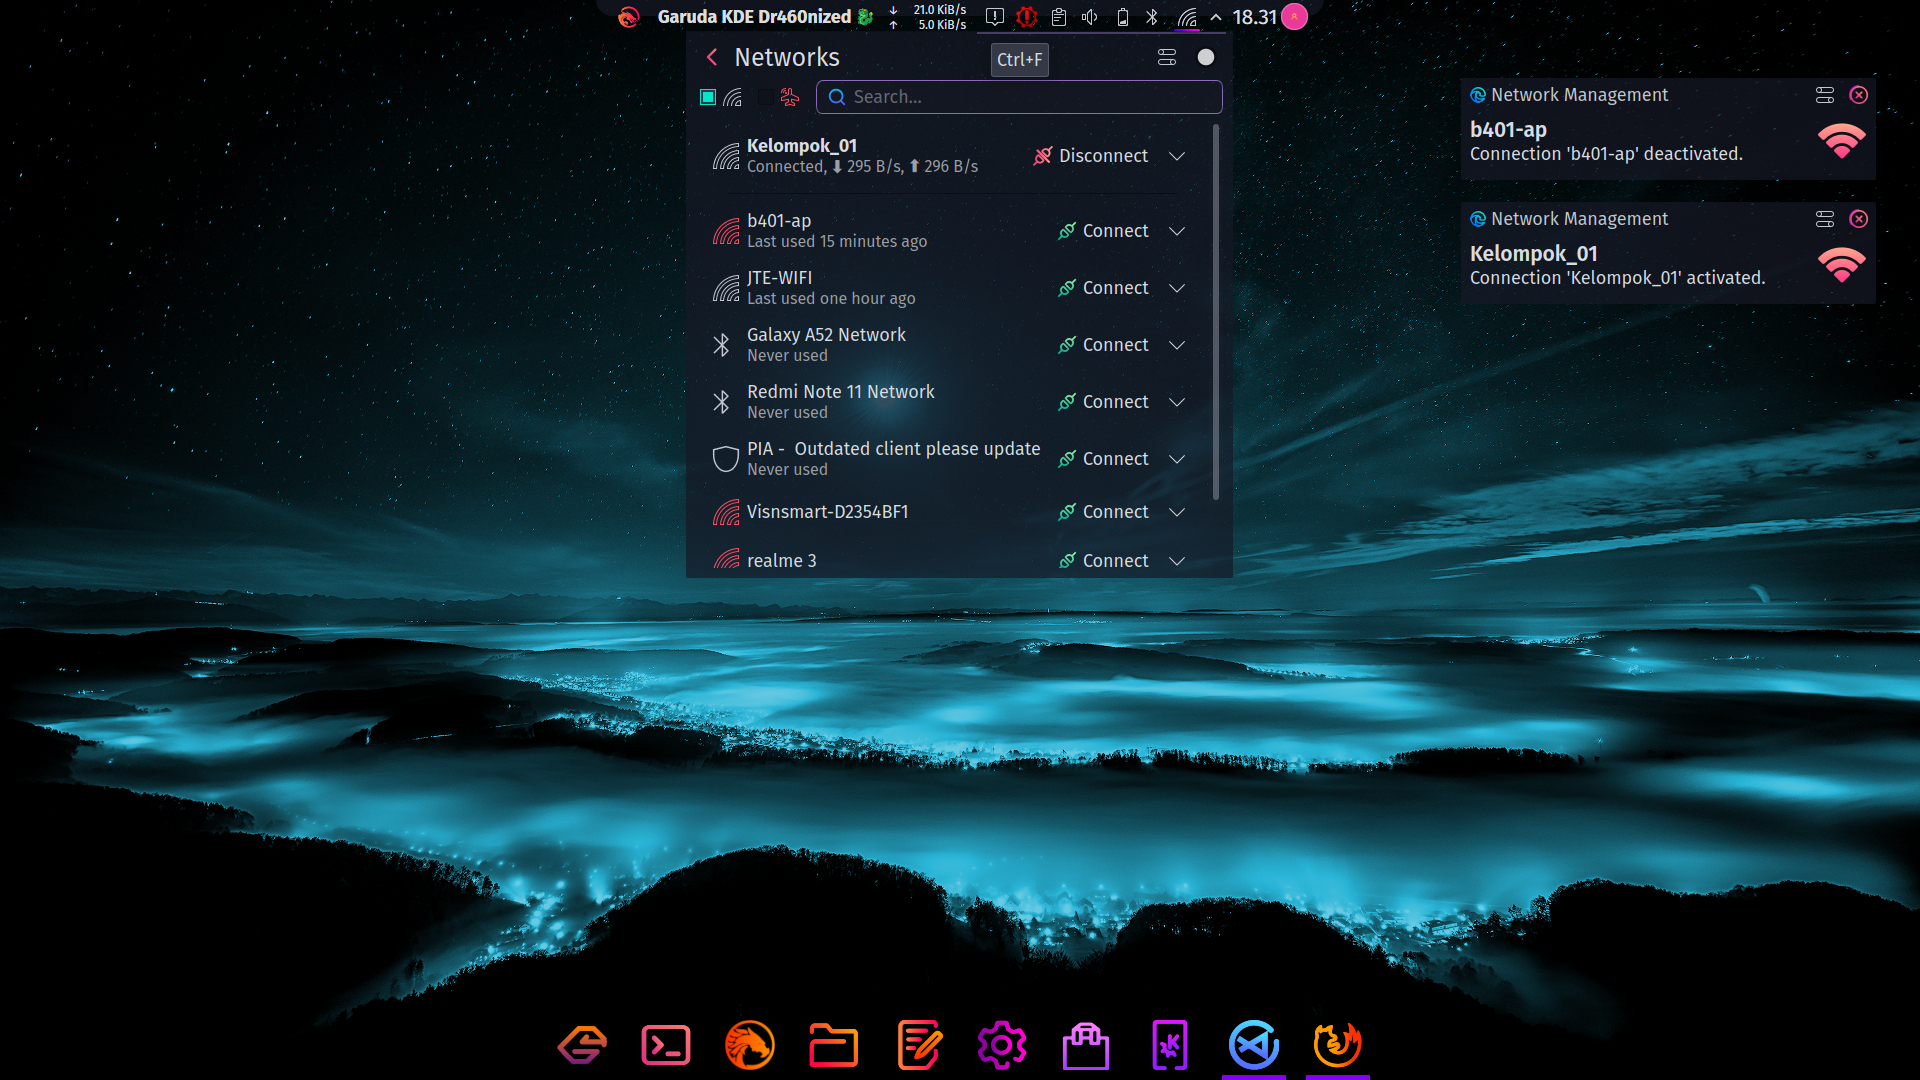 Garuda KDE Dr460nized
21.0 KiB/s
5.0 KiB/s
18.31
Networks
Ctrl+F
Search...
Kelompok_01
Connected, ⬇ 295 B/s, ⬆ 296 B/s
Disconnect
b401-ap
Last used 15 minutes ago
Connect
JTE-WIFI
Last used one hour ago
Connect
Galaxy A52 Network
Never used
Connect
Redmi Note 11 Network
Never used
Connect
PIA -  Outdated client please update
Never used
Connect
Visnsmart-D2354BF1
Connect
realme 3
Connect
Network Management
b401-ap
Connection 'b401-ap' deactivated.
Network Management
Kelompok_01
Connection 'Kelompok_01' activated.